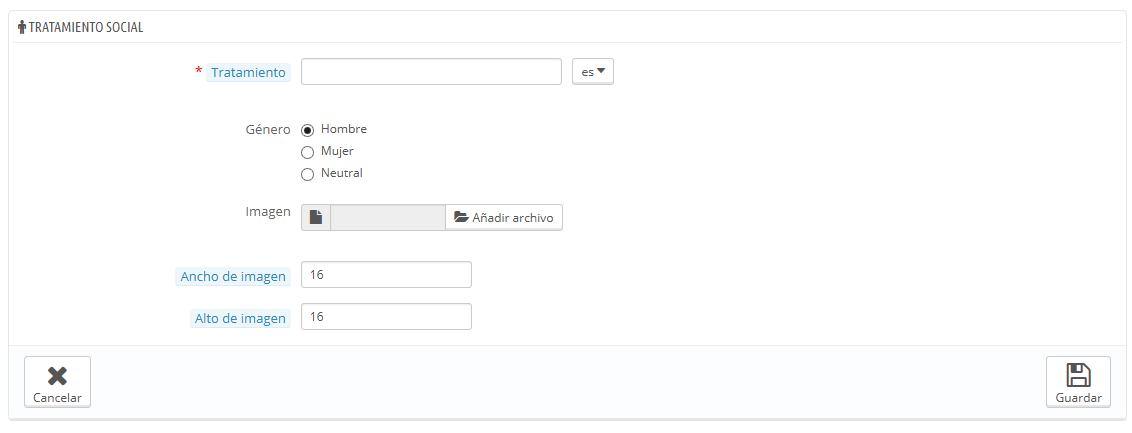 TRATAMIENTO SOCIAL
* Tratamiento es
Género Hombre
Mujer
Neutral
Imagen Añadir archivo
Ancho de imagen 16
Alto de imagen 16
Cancelar Guardar